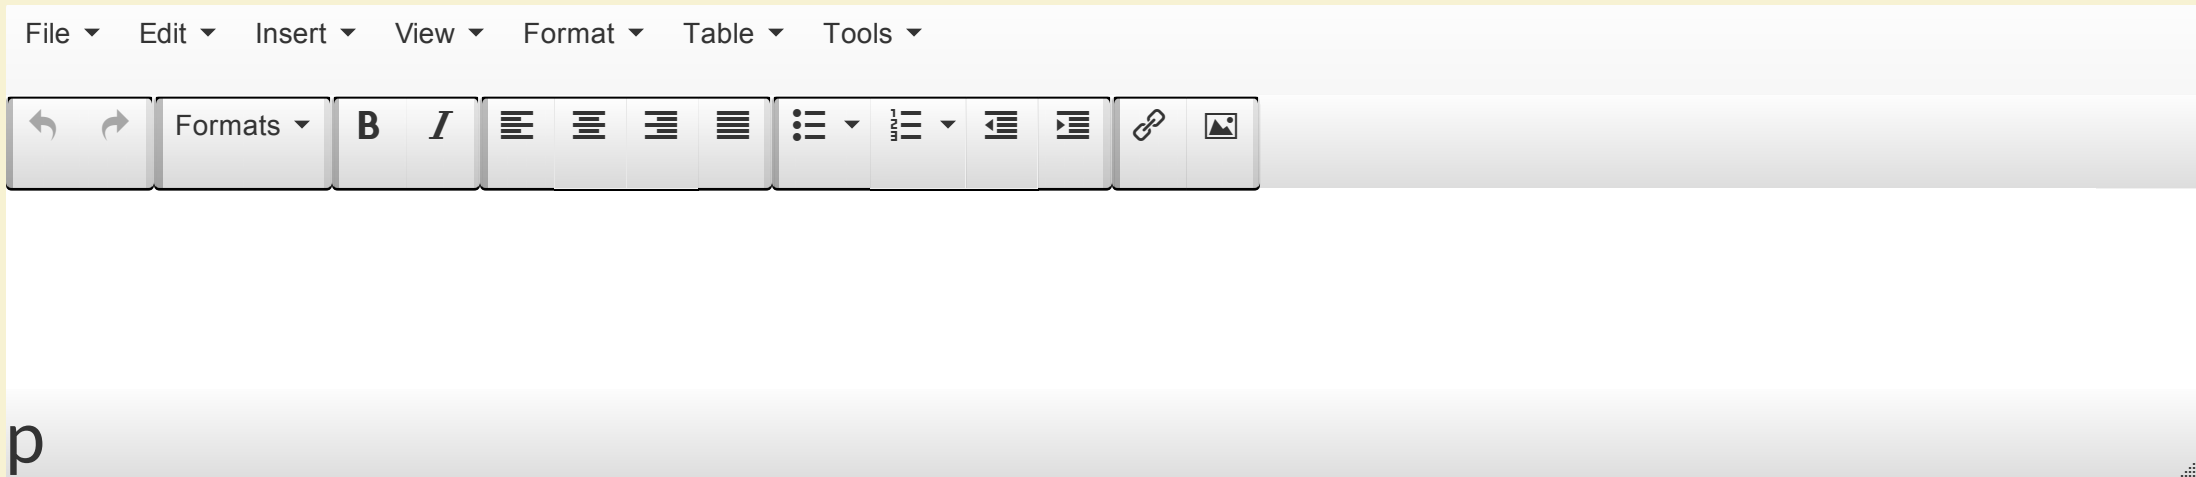 File Edit Insert View Format Table Tools
Formats B I
p